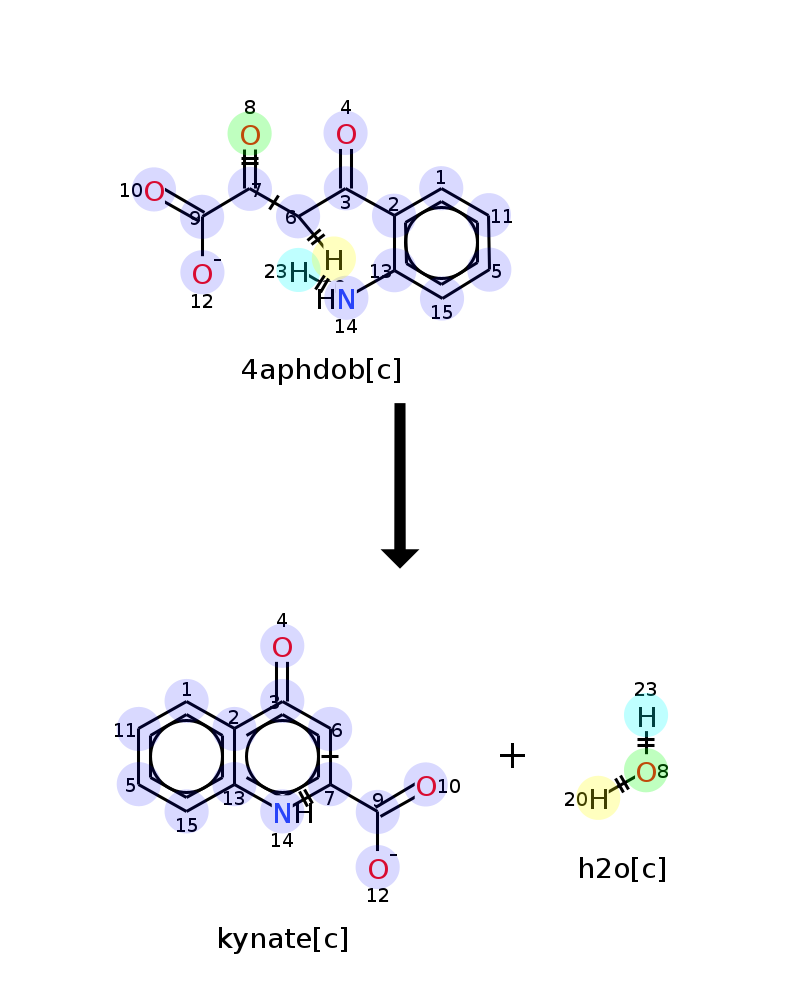 8 4
O O
10 O 9 7 6 3 2 1 11
H
23 H 13 5
O-
12 HN 15
14
4aphdob[c]
4
O
1 3 23
11 2 6 H
+
5 13 7 9 O 10 O 8
15 NH 20 H
14
O-
12
h2o[c]
kynate[c]